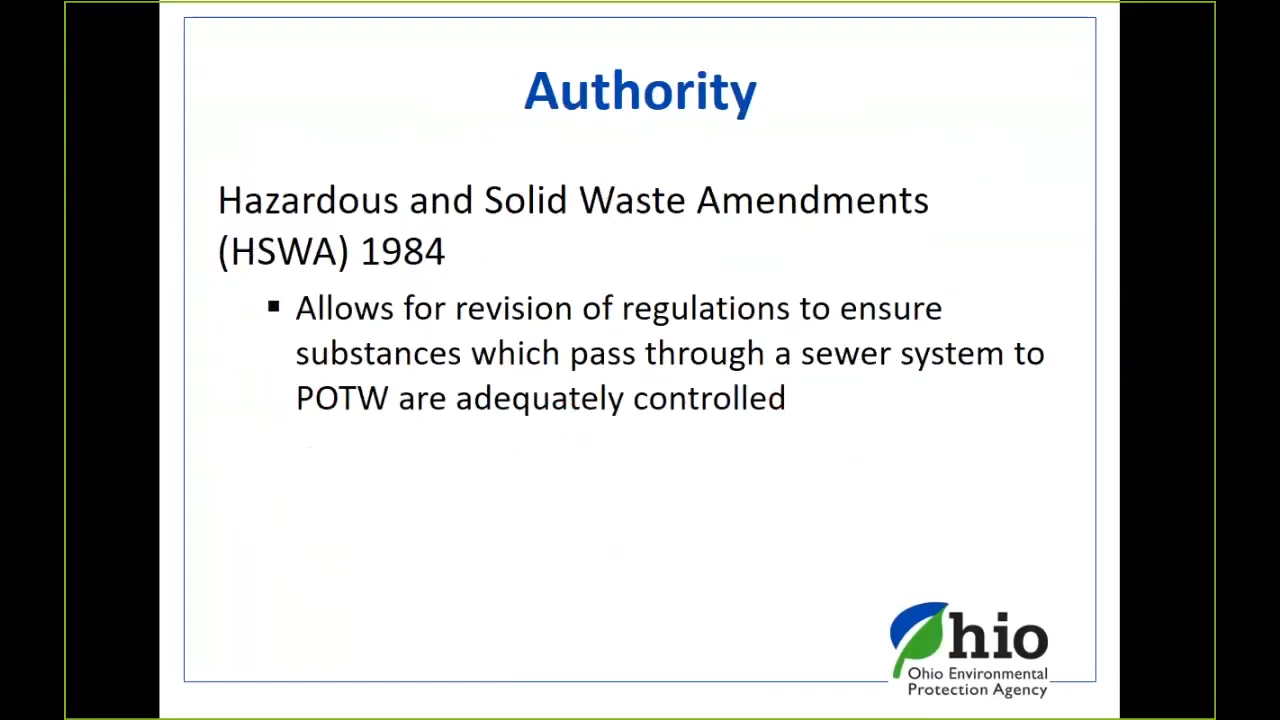 Authority
Hazardous and Solid Waste Amendments
(HSWA) 1984
▪ Allows for revision of regulations to ensure
substances which pass through a sewer system to
POTW are adequately controlled
Ohio
Ohio Environmental
Protection Agency